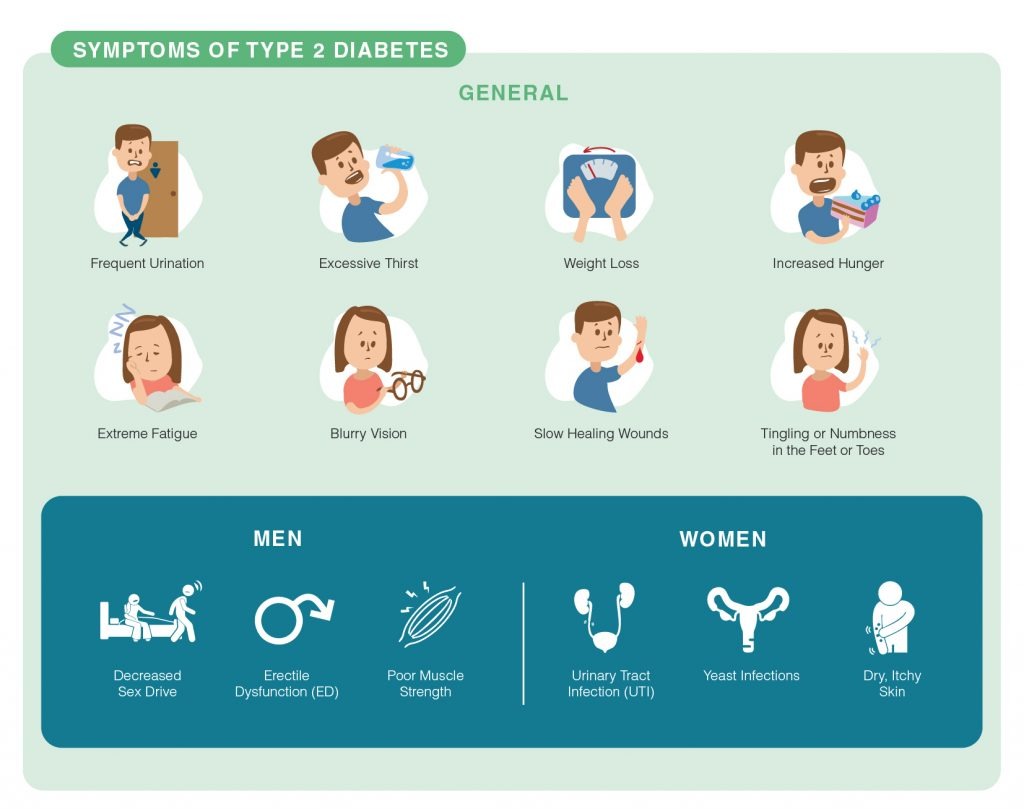 SYMPTOMS OF TYPE 2 DIABETES
GENERAL
Frequent Urination
Excessive Thirst
Weight Loss
Increased Hunger
Extreme Fatigue
Blurry Vision
Slow Healing Wounds
Tingling or Numbness
in the Feet or Toes
MEN
Decreased
Sex Drive
Erectile
Dysfunction (ED)
Poor Muscle
Strength
WOMEN
Urinary Tract
Infection (UTI)
Yeast Infections
Dry, Itchy
Skin